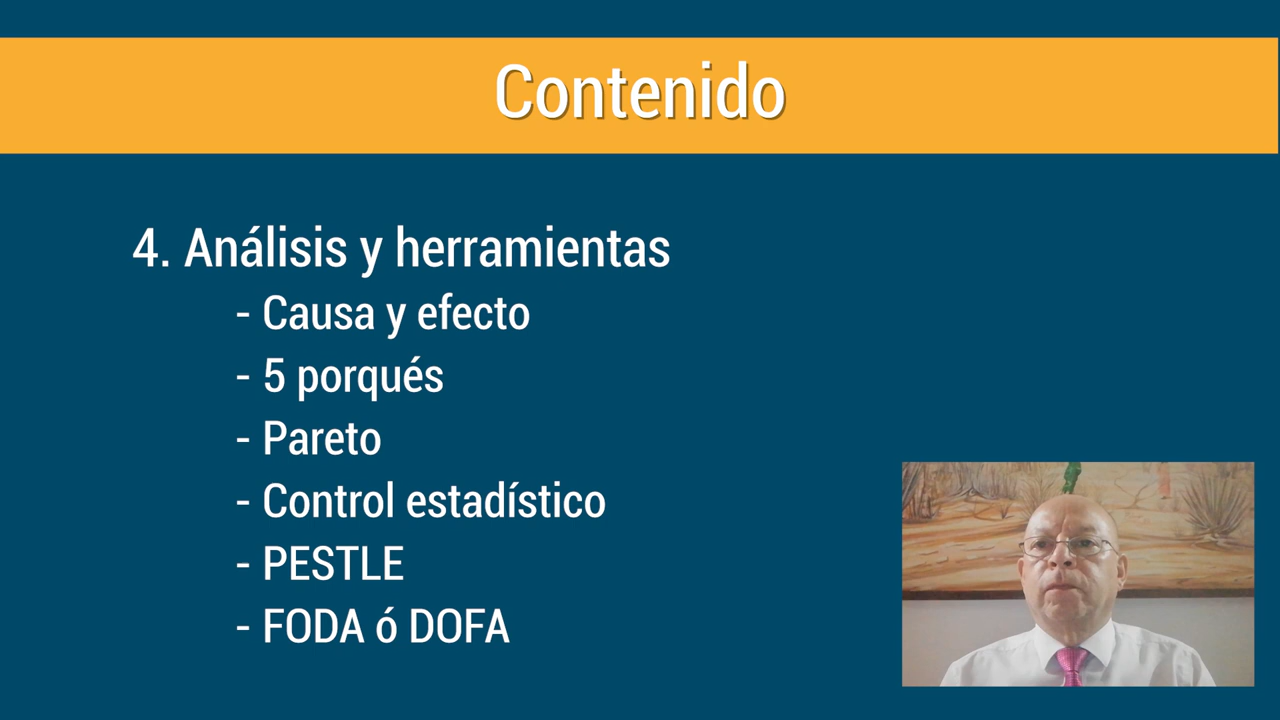 Contenido
4. Análisis y herramientas
- Causa y efecto
- 5 porqués
- Pareto
- Control estadístico
- PESTLE
- FODA ó DOFA